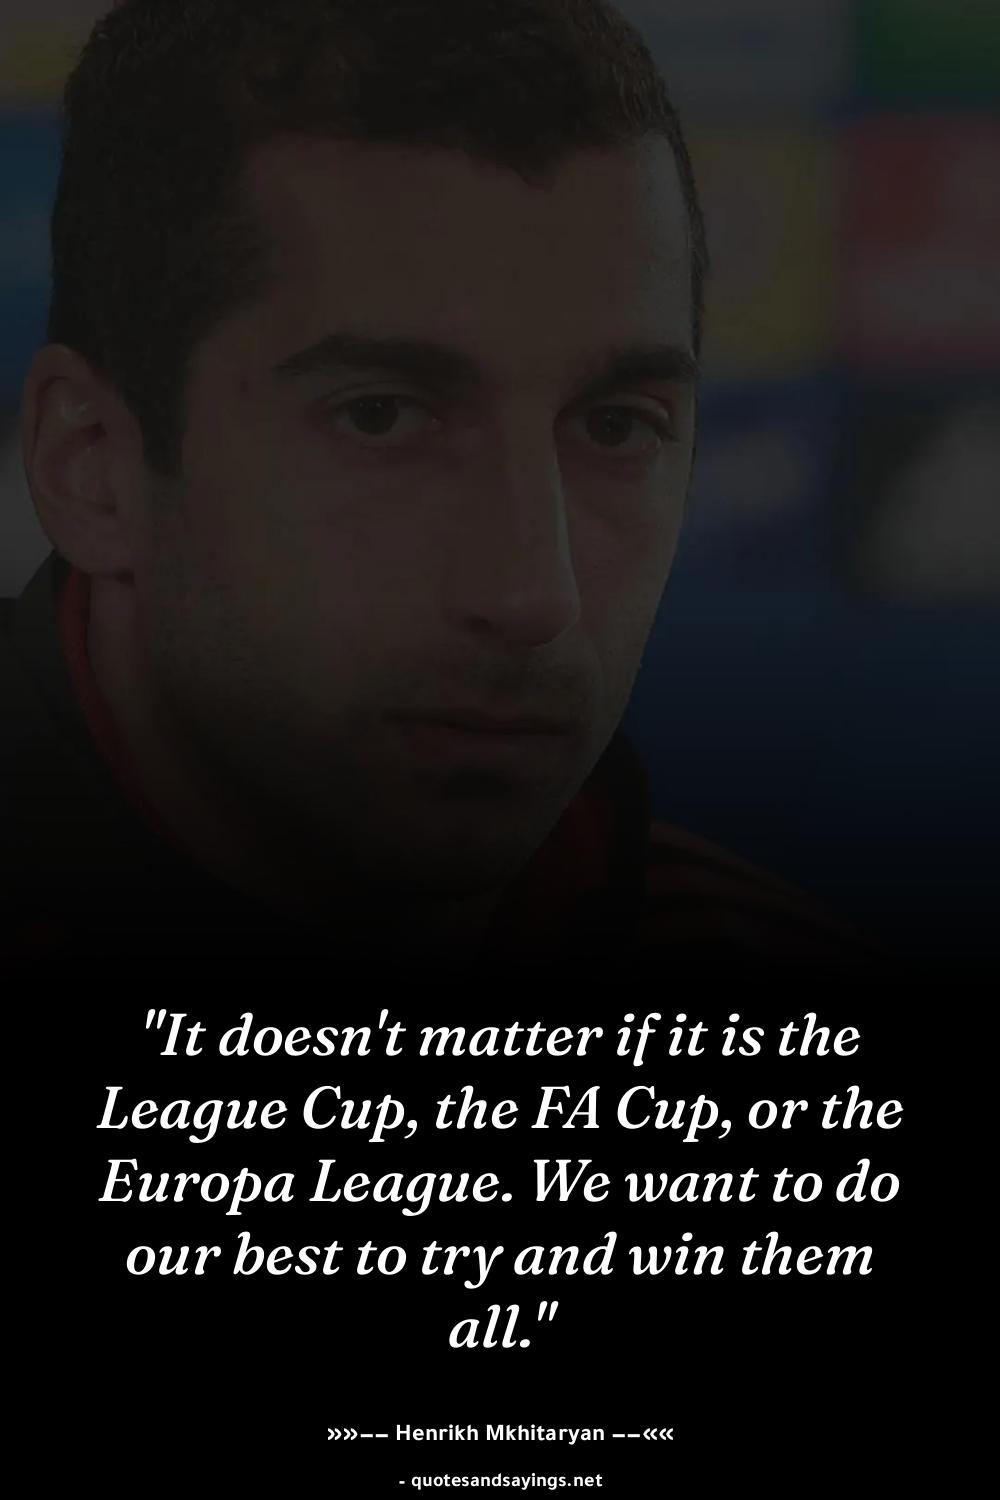 "It doesn't matter if it is the
League Cup, the FA Cup, or the
Europa League. We want to do
our best to try and win them
all."
»»−− Henrikh Mkhitaryan −−««
- quotesandsayings.net